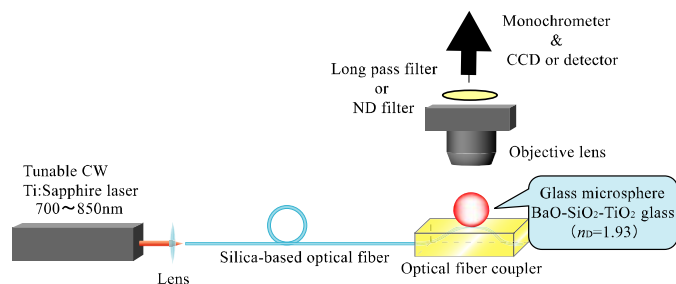 Monochrometer
&
CCD or detector
Long pass filter
or
ND filter
Objective lens
Tunable CW
Ti:Sapphire laser
700～850nm
Lens
Silica-based optical fiber
Optical fiber coupler
Glass microsphere
BaO-SiO2-TiO2 glass
(nD=1.93)